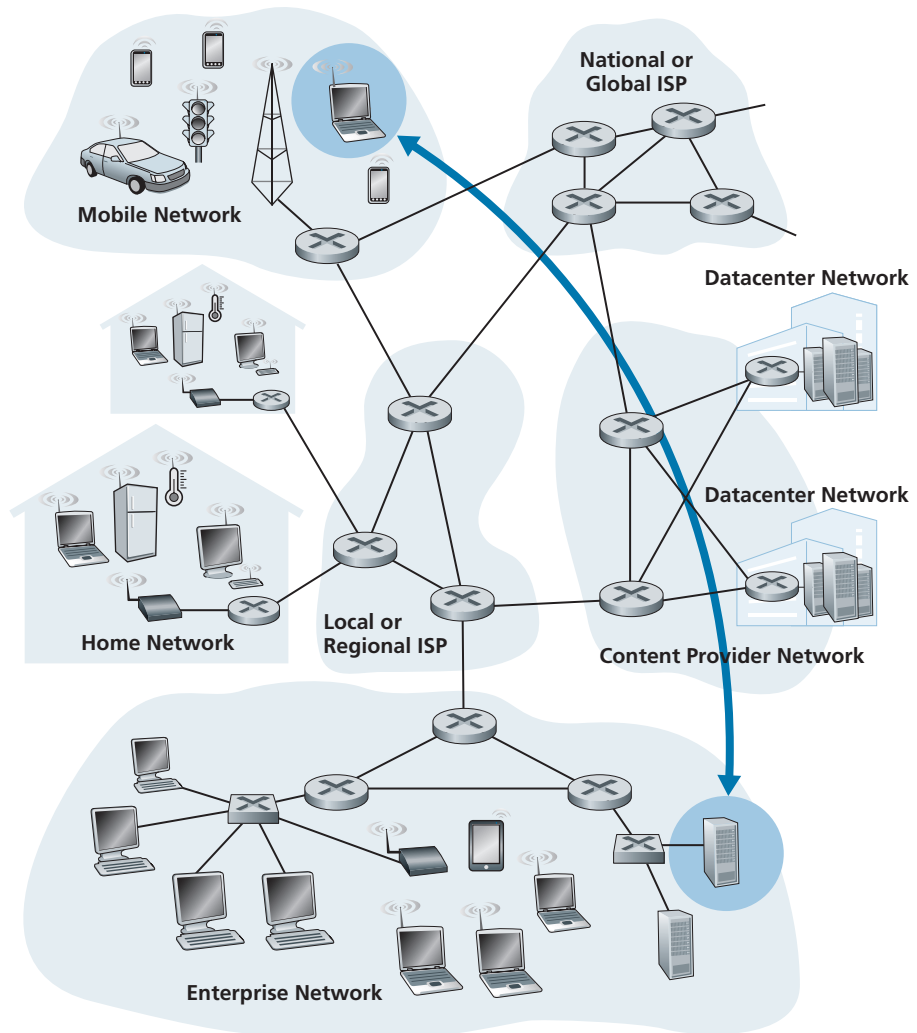 National or
Global ISP
Mobile Network
Datacenter Network
Datacenter Network
Home Network
Local or
Regional ISP
Content Provider Network
Enterprise Network